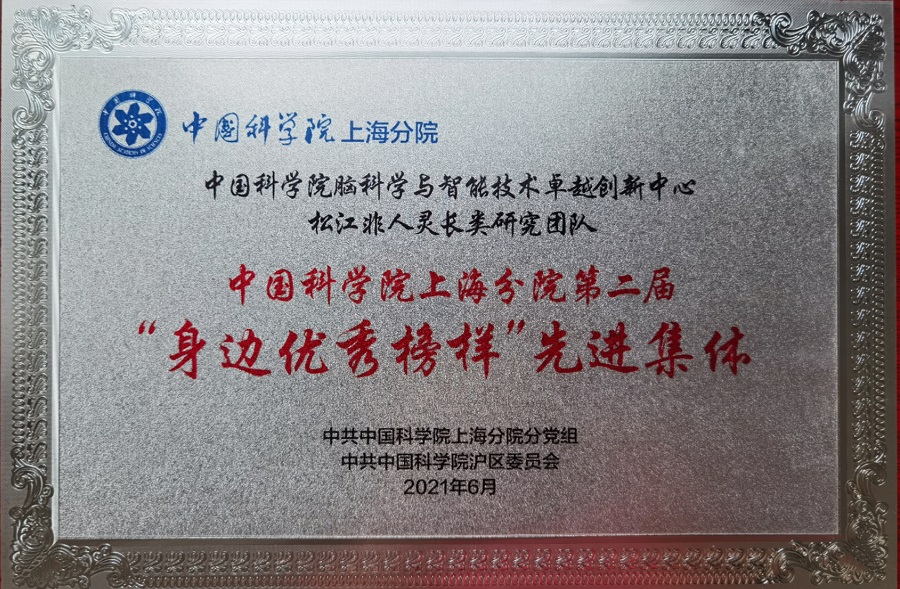 中国科学院 上海分院
中国科学院脑科学与智能技术卓越创新中心
松江非人灵长类研究团队
中国科学院上海分院第二届
“身边优秀榜样”先进集体
中共中国科学院上海分院分党组
中共中国科学院沪区委员会
2021年6月